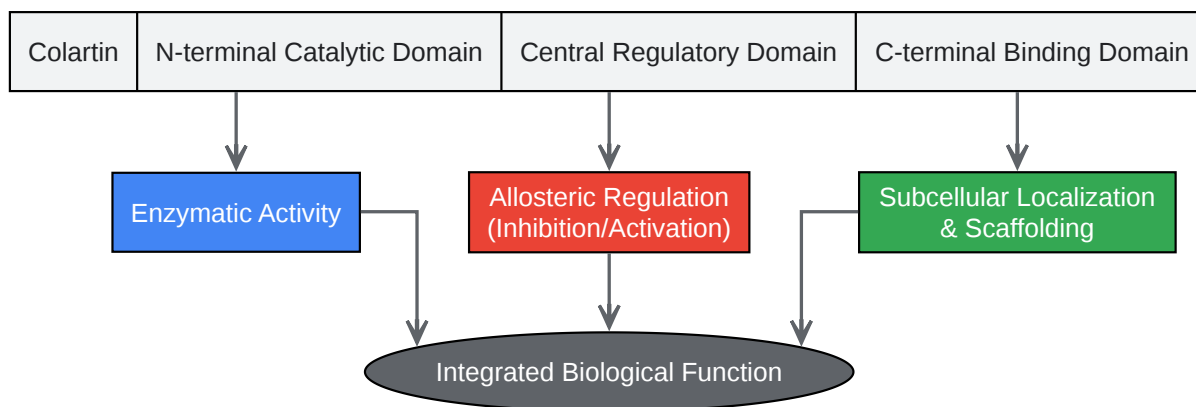 Colartin
N-terminal Catalytic Domain
Central Regulatory Domain
C-terminal Binding Domain
Enzymatic Activity
Allosteric Regulation
(Inhibition/Activation)
Subcellular Localization
& Scaffolding
Integrated Biological Function